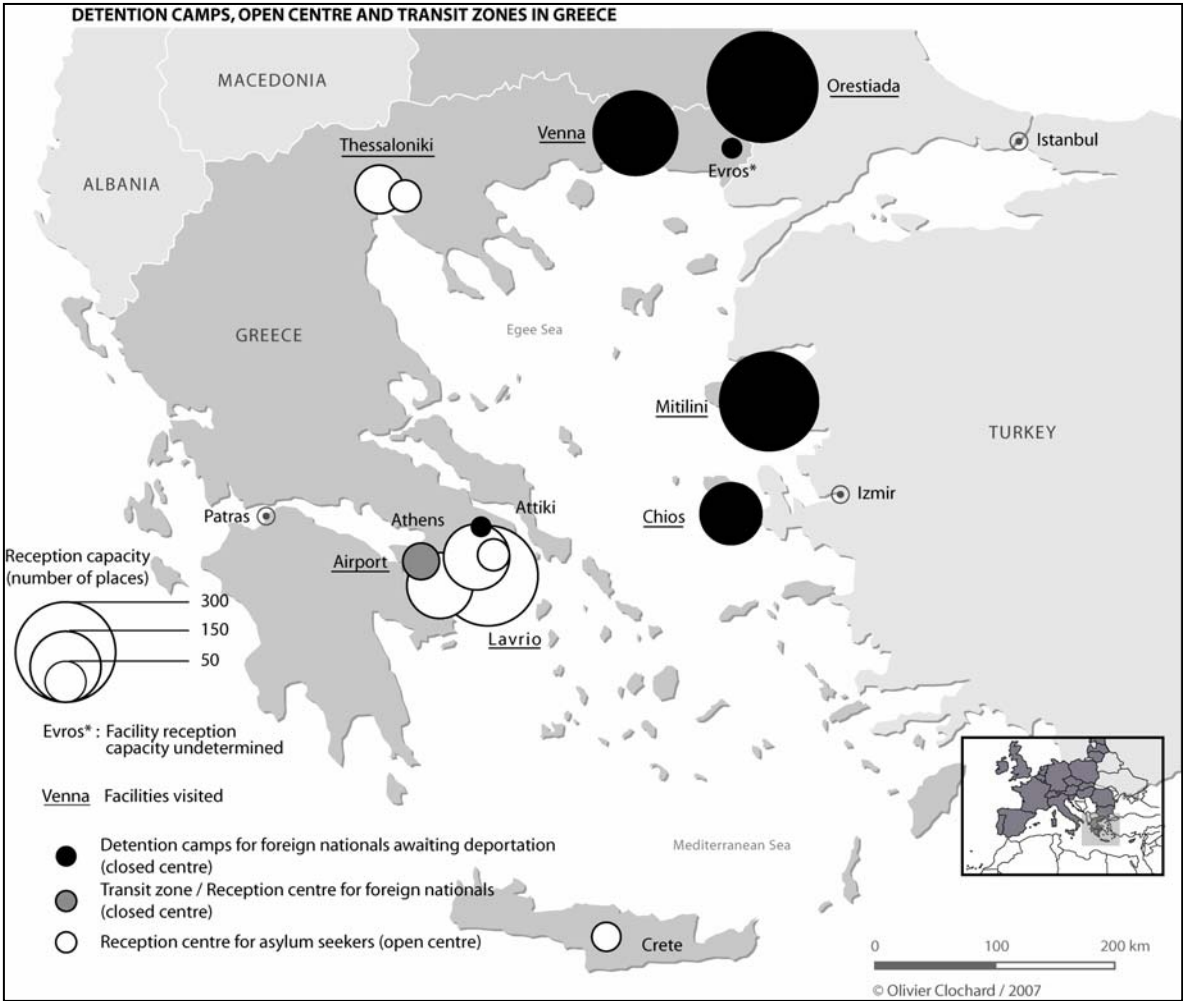 DETENTION CAMPS, OPEN CENTRE AND TRANSIT ZONES IN GREECE
MACEDONIA
Orestiada
Venna
Thessaloniki
Istanbul
Evros*
ALBANIA
Egee Sea
GREECE
Mitilini
TURKEY
Izmir
Chios
Patras
Athens
Attiki
Airport
Lavrio
Reception capacity
(number of places)
300
150
50
Evros* : Facility reception
capacity undetermined
Venna Facilities visited
Detention camps for foreign nationals awaiting deportation
(closed centre)
Transit zone / Reception centre for foreign nationals
(closed centre)
Reception centre for asylum seekers (open centre)
Mediterranean Sea
Crete
0 100 200 km
© Olivier Clochard / 2007